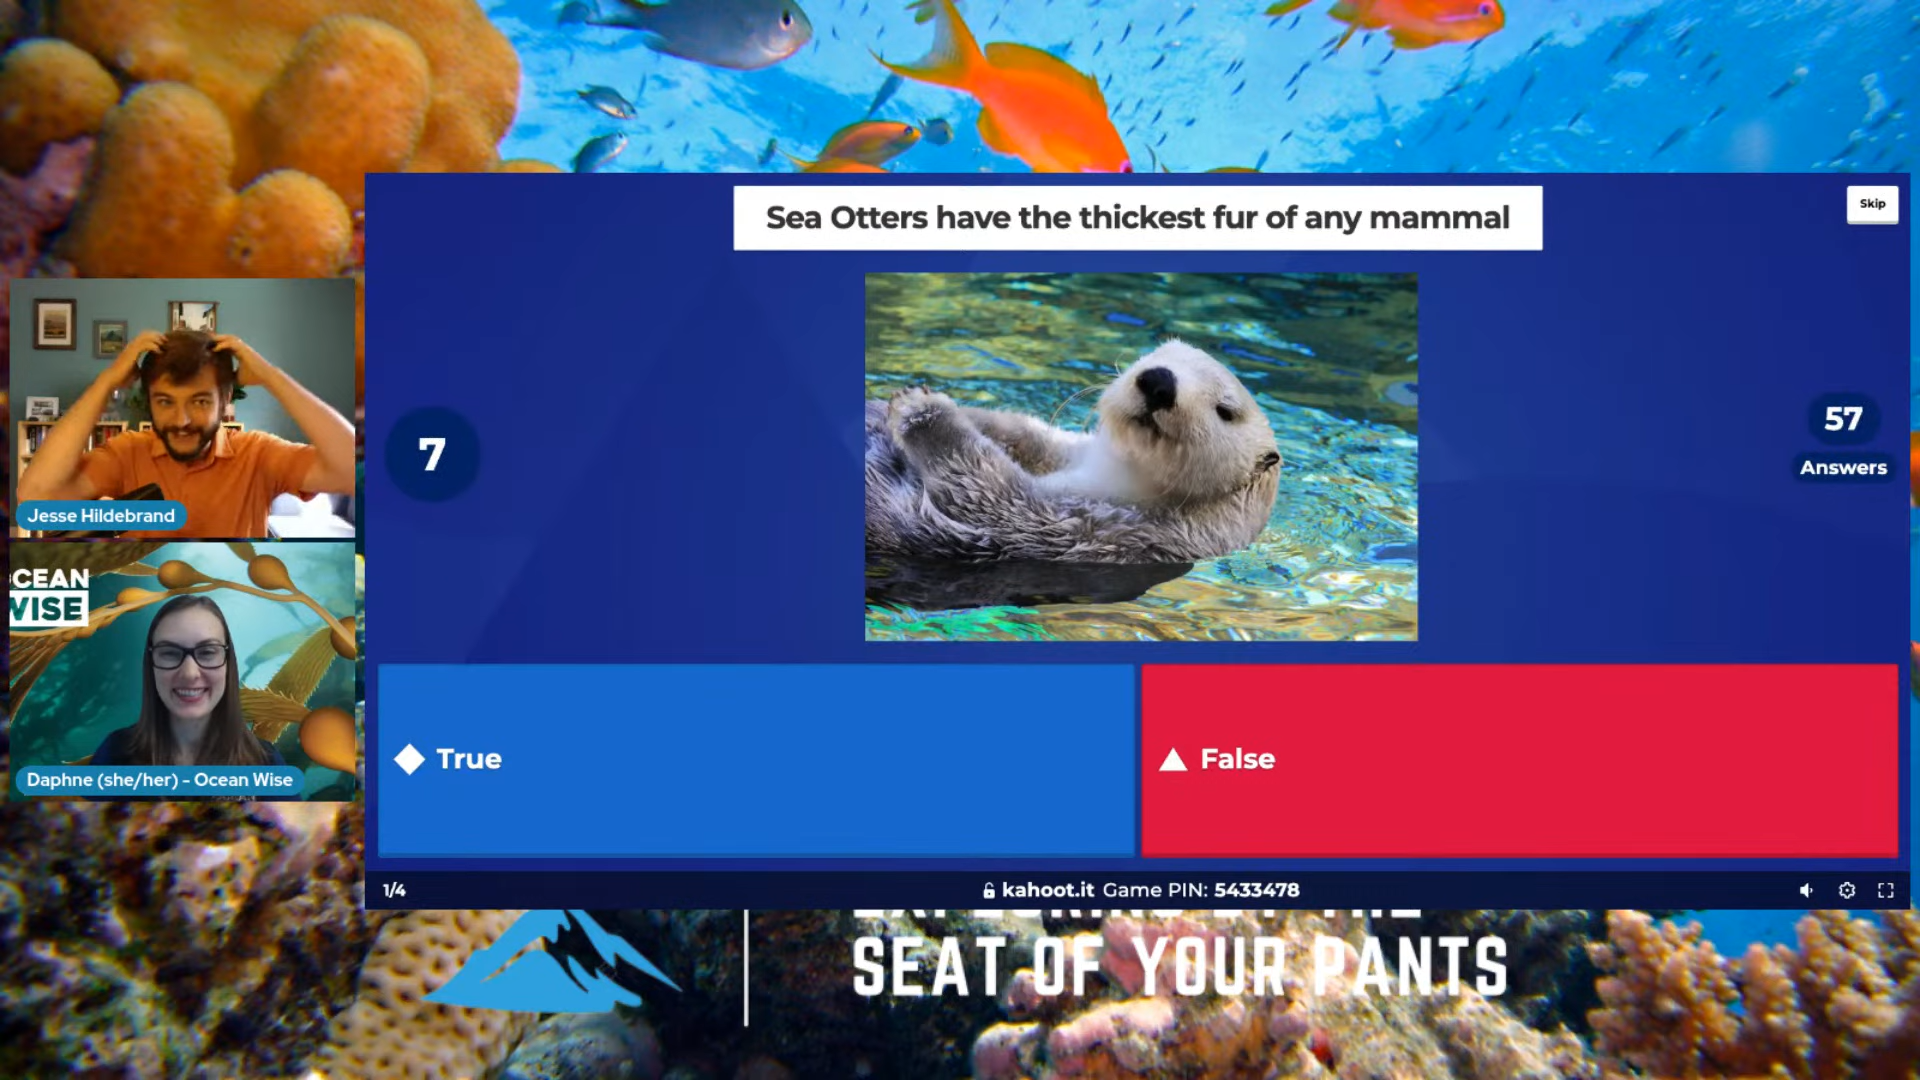 Sea Otters have the thickest fur of any mammal
Skip
7
57
Answers
Jesse Hildebrand
CEAN
WISE
Daphne (she/her) - Ocean Wise
True
False
1/4
kahoot.it Game PIN: 5433478
SEAT OF YOUR PANTS